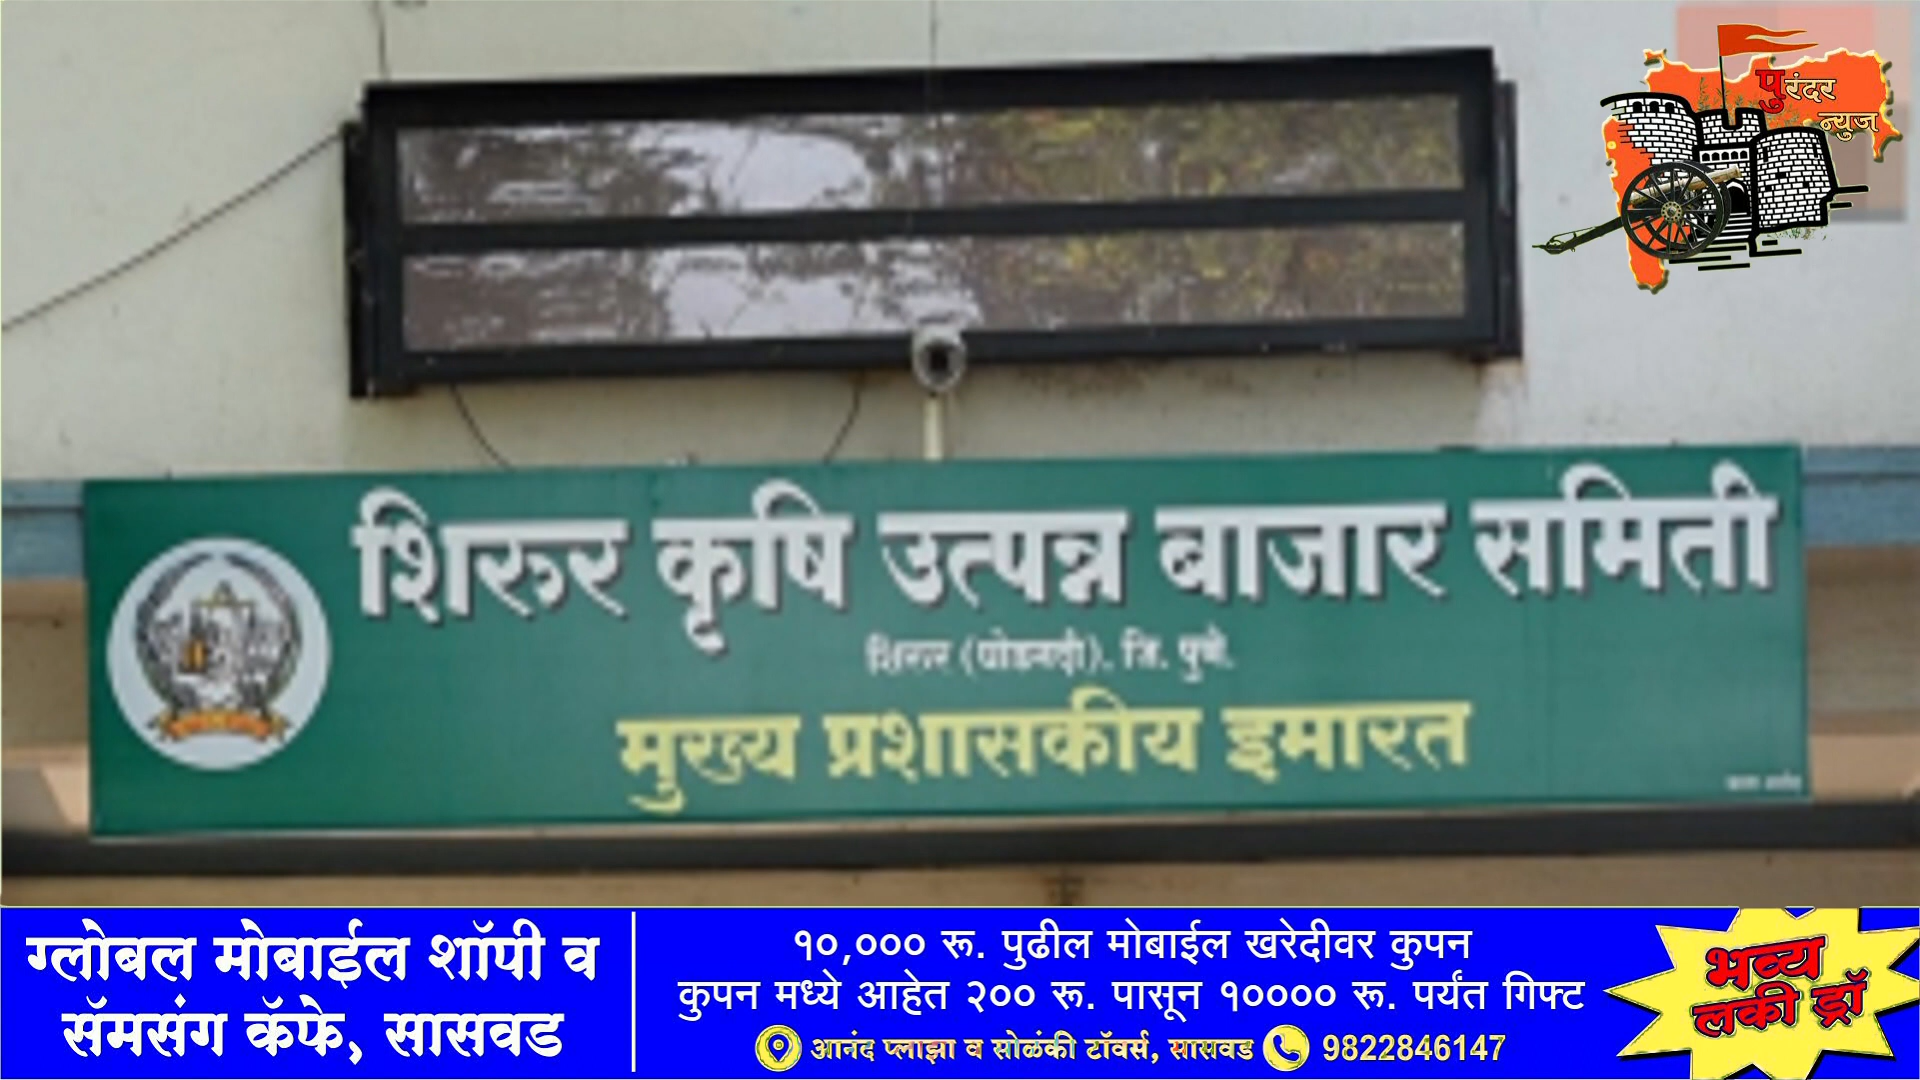 पुरंदर
न्युज
शिरुर कृषि उत्पन्न बाजार समिती
शिरुर (घोडनदी). जि. पुणे.
मुख्य प्रशासकीय इमारत
ग्लोबल मोबाईल शॉपी व
सॅमसंग कॅफे, सासवड
१०,००० रू. पुढील मोबाईल खरेदीवर कुपन
कुपन मध्ये आहेत २०० रू. पासून १०००० रू. पर्यंत गिफ्ट
आनंद प्लाझा व सोळंकी टॉवर्स, सासवड 9822846147
भव्य
लकी ड्रॉ